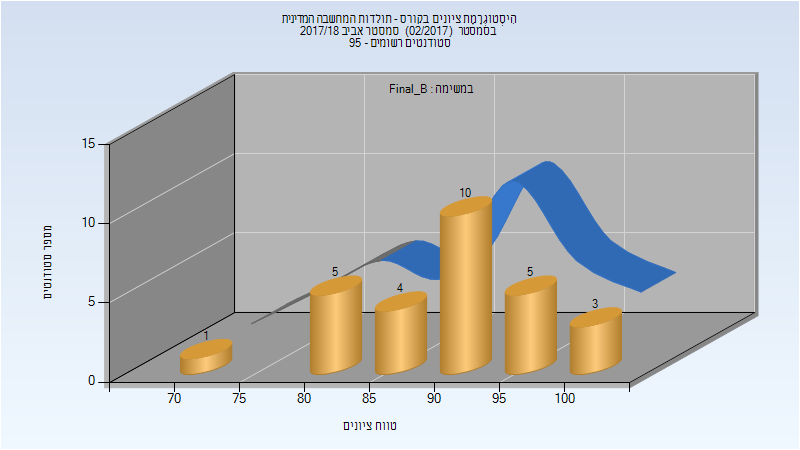 הִיסְטוֹגְרָמַת ציונים בקורס - תולדות המחשבה המדינית
בסמסטר (02/2017) סמסטר אביב 2017/18
סטודנטים רשומים - 95
במשימה : Final_B
מספר סטודנטים
15
10
5
0
1
5
4
10
5
3
70 75 80 85 90 95 100
טווח ציונים